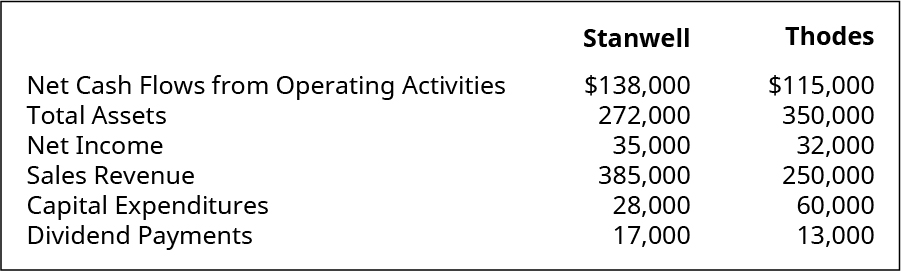 Stanwell Thodes
Net Cash Flows from Operating Activities $138,000 $115,000
Total Assets 272,000 350,000
Net Income 35,000 32,000
Sales Revenue 385,000 250,000
Capital Expenditures 28,000 60,000
Dividend Payments 17,000 13,000